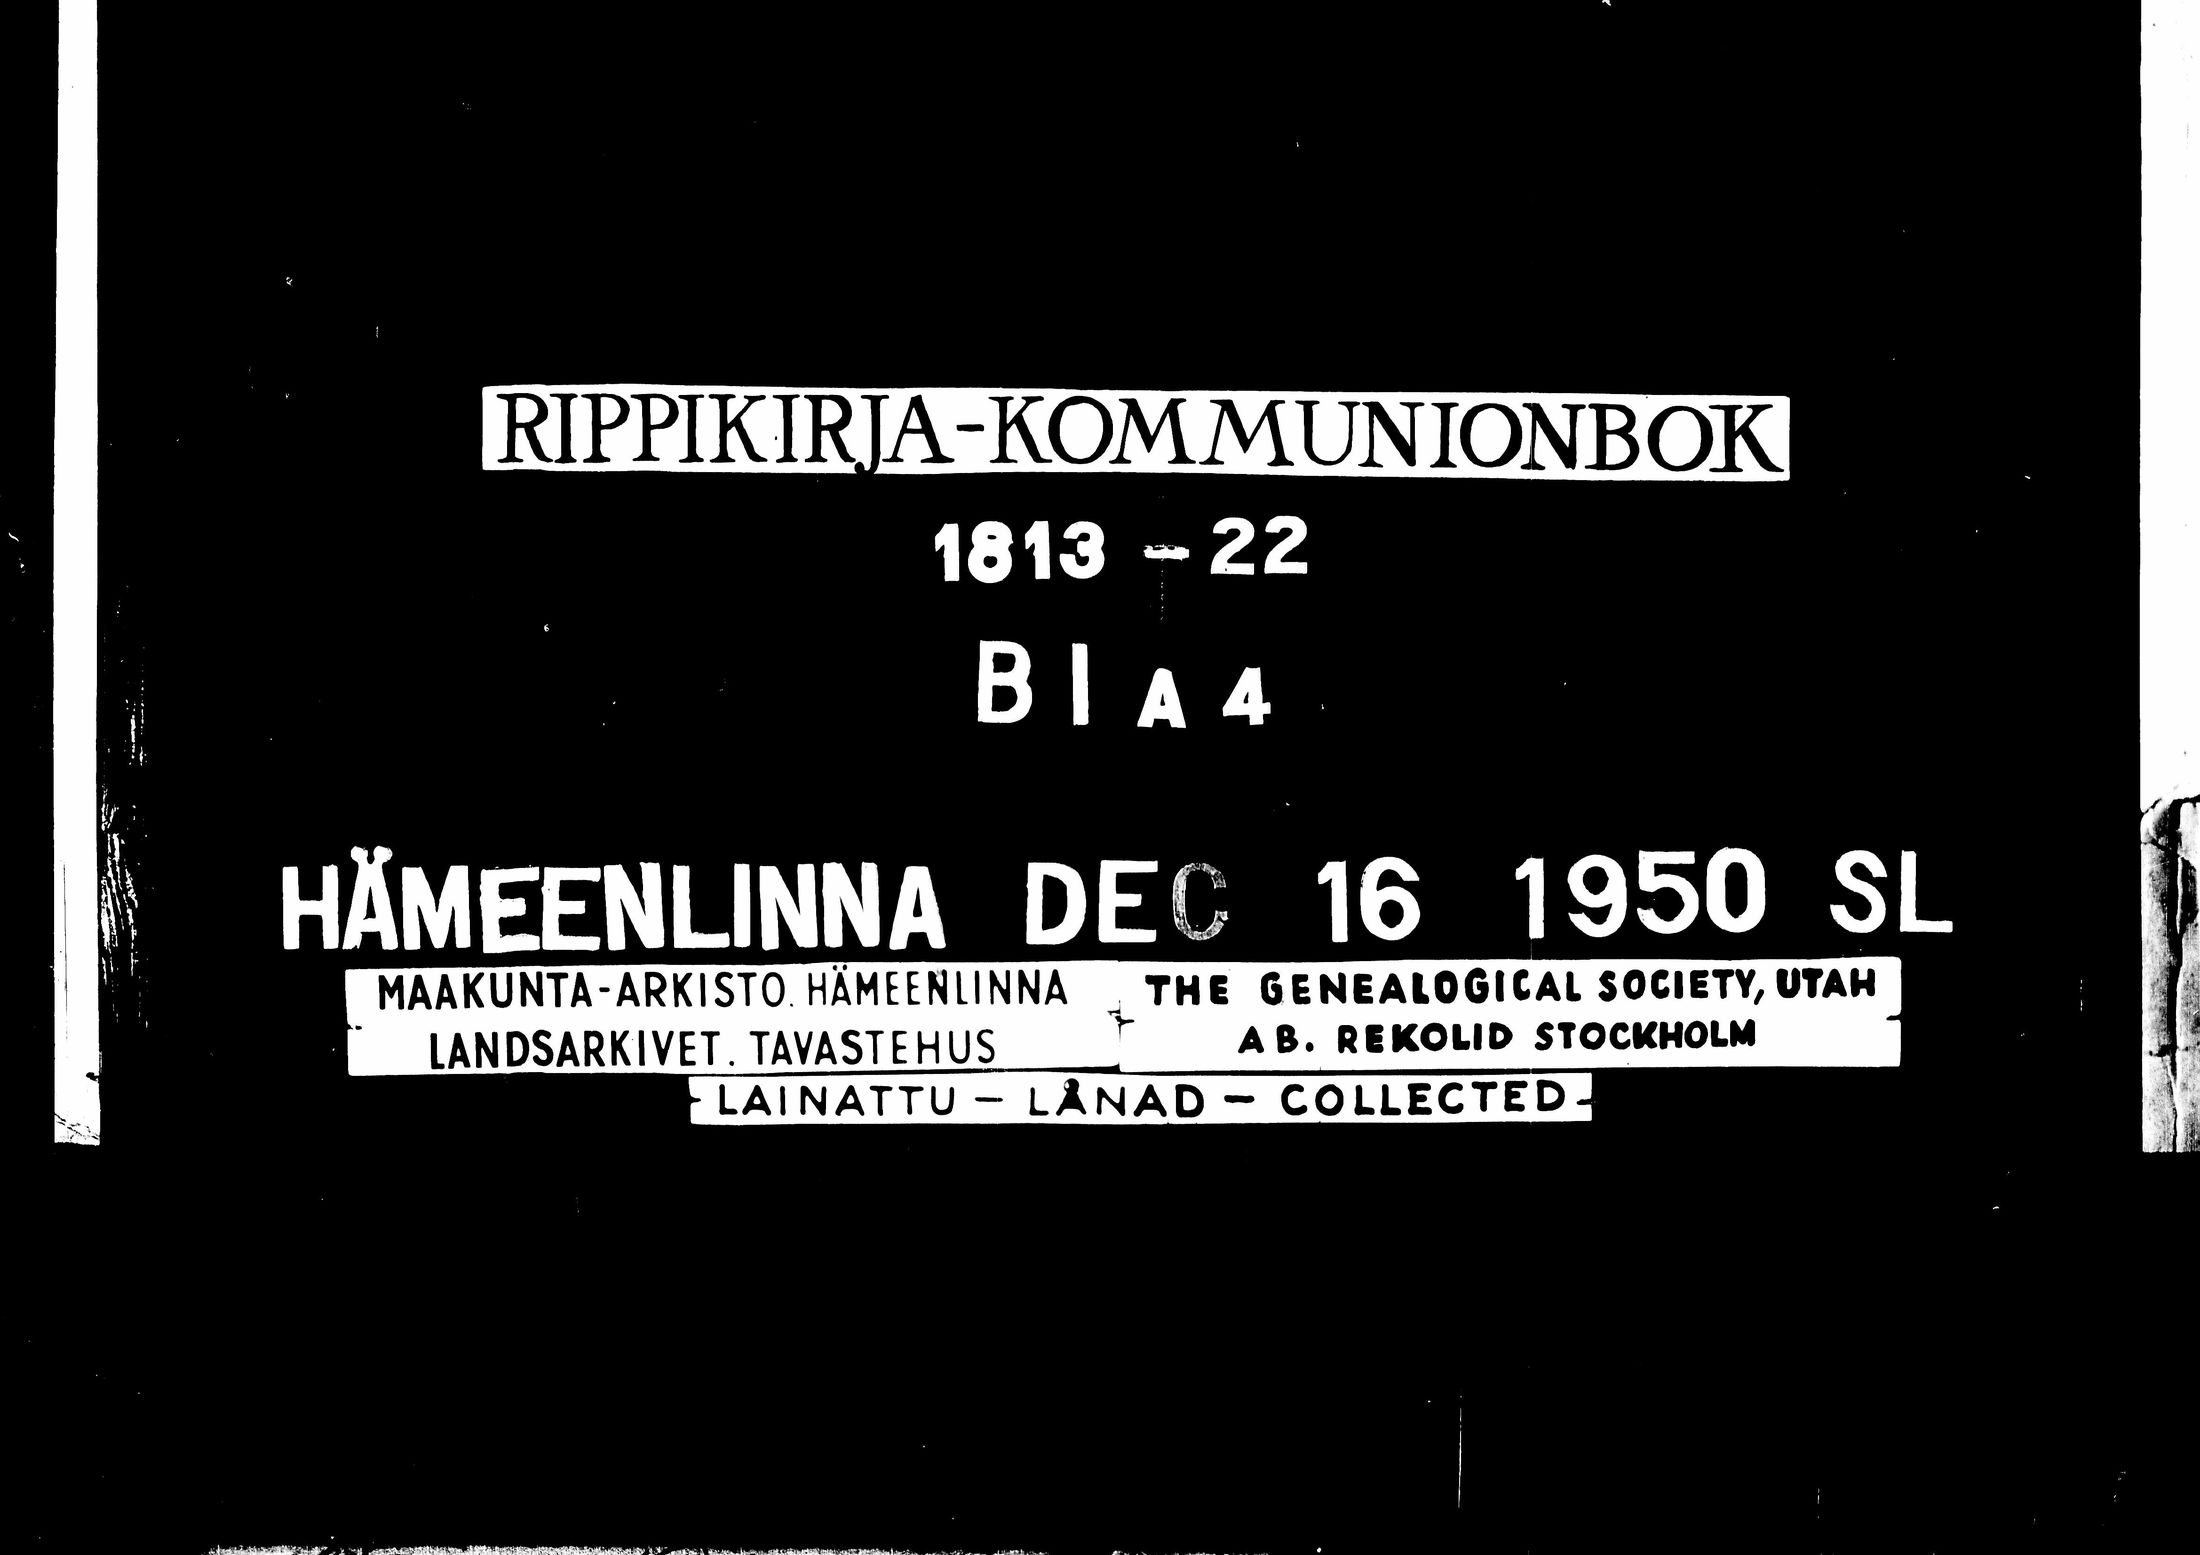 RIPPIKIRJA-KOMMUNIONBOK
1813 - 22
BI A4
HÄMEENLINNA DEC 16 1950 SL
MAAKUNTA-ARKISTO. HÄMEENLINNA
LANDSARKIVET. TAVASTEHUS
THE GENEALOGICAL SOCIETY, UTAH
AB. REKOLID STOCKHOLM
LAINATTU - LÅNAD - COLLECTED